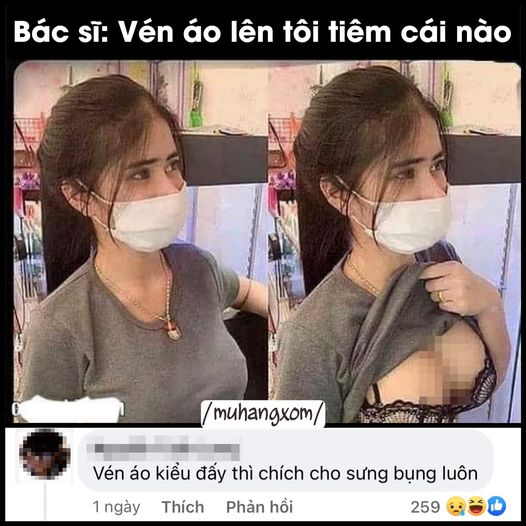 Bác sĩ: Vén áo lên tôi tiêm cái nào
/muhangxom/
Vén áo kiểu đấy thì chích cho sưng bụng luôn
1 ngày Thích Phản hồi 259